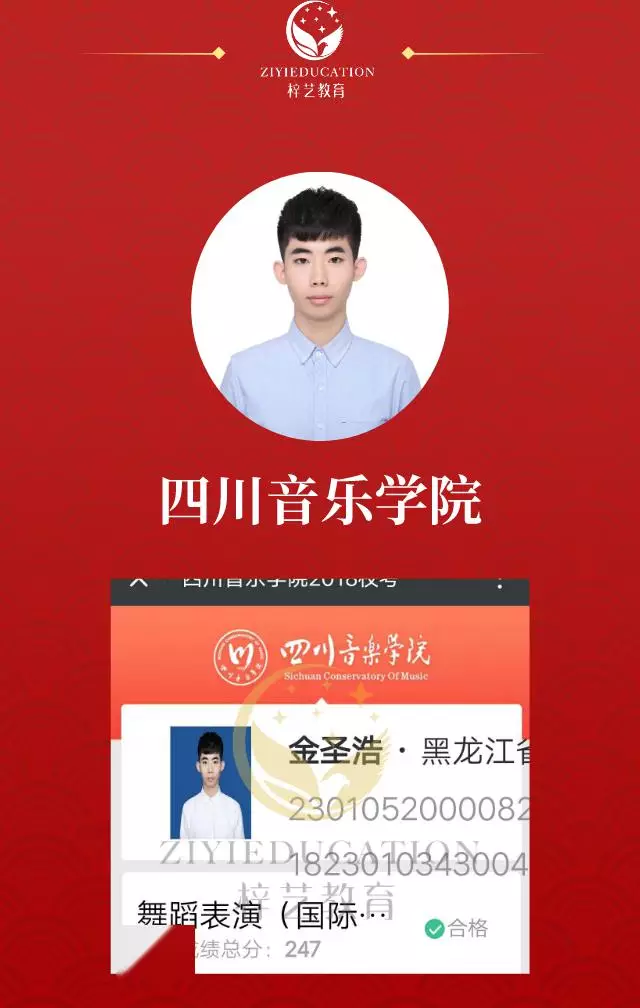 ZIYIEDUCATION
梓艺教育
四川音乐学院
四川音乐学院2018校考
四川音楽学院
Sichuan Conservatory Of Music
金圣浩·黑龙江省
2301052000082
1823010343004
ZIYIEDUCATION
梓艺教育
舞蹈表演（国际…
合格
成绩总分：247